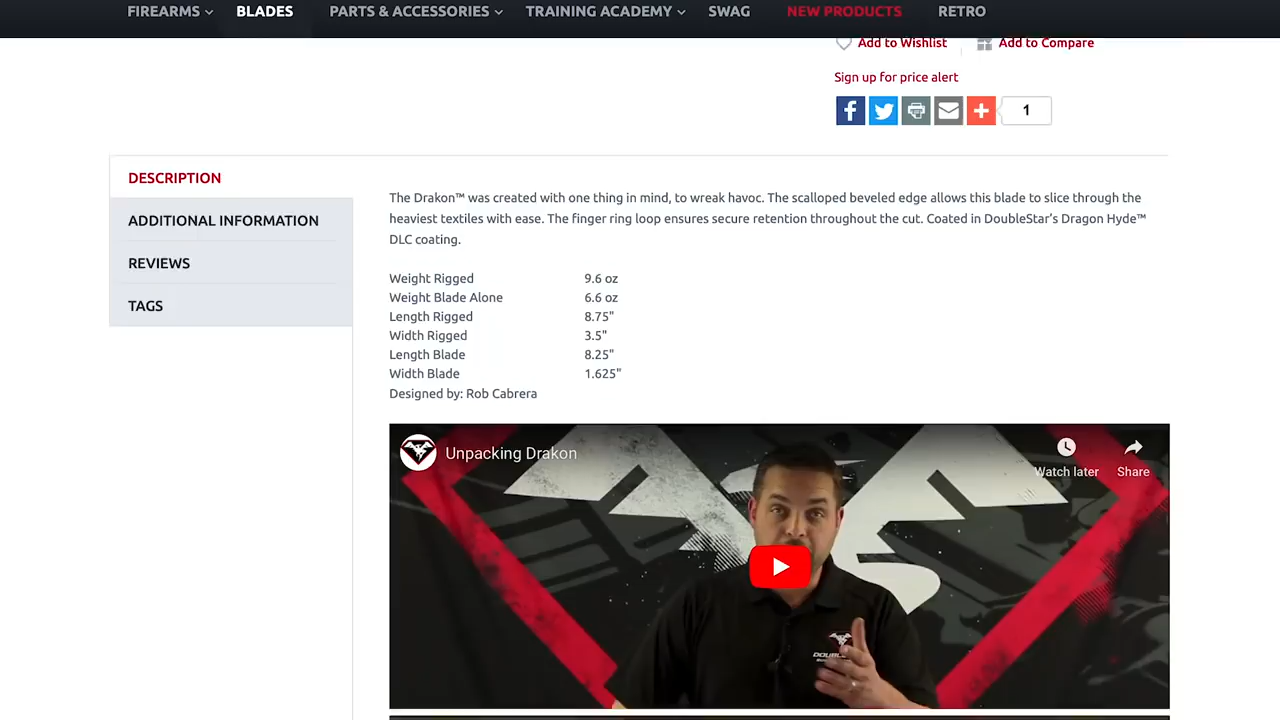 FIREARMS BLADES PARTS & ACCESSORIES TRAINING ACADEMY SWAG NEW PRODUCTS RETRO
Add to Wishlist Add to Compare
Sign up for price alert
1
DESCRIPTION
ADDITIONAL INFORMATION
REVIEWS
TAGS
The Drakon™ was created with one thing in mind, to wreak havoc. The scalloped beveled edge allows this blade to slice through the
heaviest textiles with ease. The finger ring loop ensures secure retention throughout the cut. Coated in DoubleStar's Dragon Hyde™
DLC coating.
Weight Rigged 9.6 oz
Weight Blade Alone 6.6 oz
Length Rigged 8.75"
Width Rigged 3.5"
Length Blade 8.25"
Width Blade 1.625"
Designed by: Rob Cabrera
Unpacking Drakon
Watch later Share